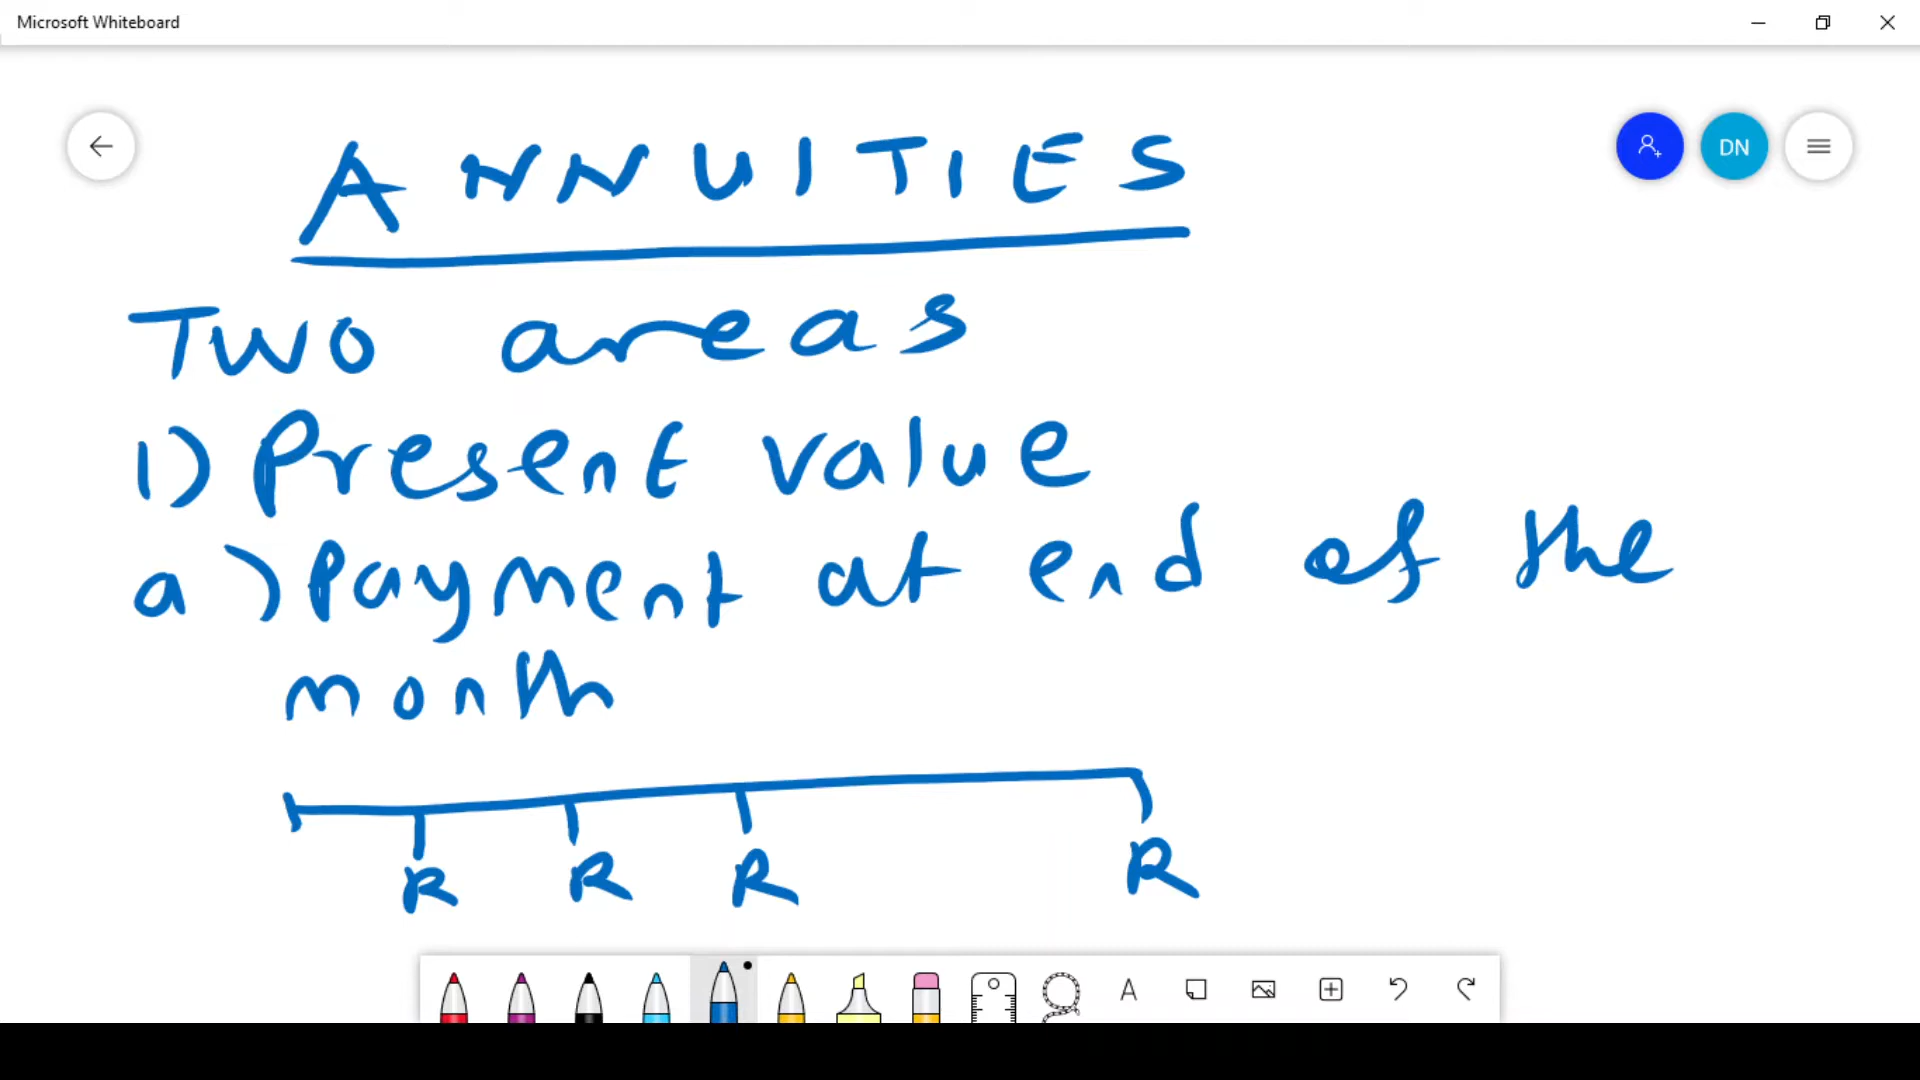 Microsoft Whiteboard
DN
ANNUITIES
Two areas
1) Present value
a) Payment at end of the
month
R R R R
A